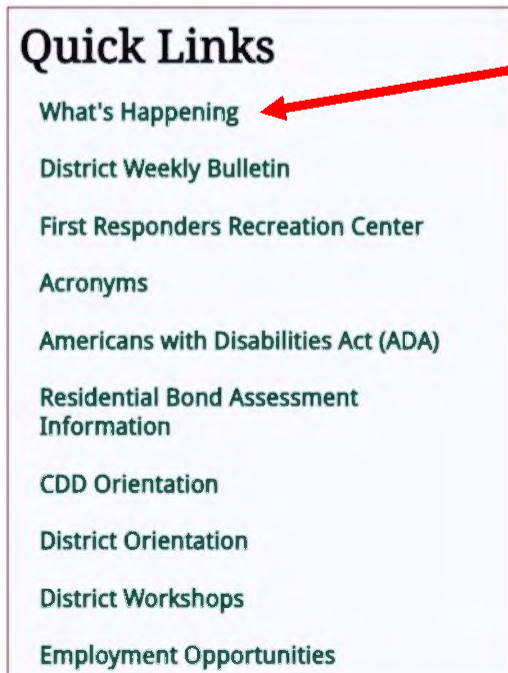 Quick Links
What's Happening
District Weekly Bulletin
First Responders Recreation Center
Acronyms
Americans with Disabilities Act (ADA)
Residential Bond Assessment
Information
CDD Orientation
District Orientation
District Workshops
Employment Opportunities